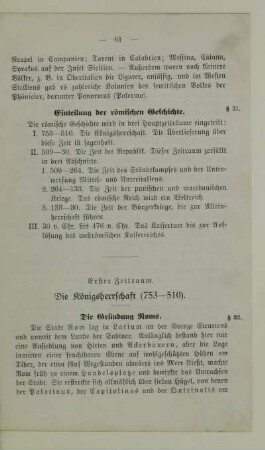 — 61 —
Neapel in Campanien; Tarent in Calabrien; Messina, Catana,
Syrakus auf der Insel Sicilien. — Außerdem waren noch kleinere
Völker, z. B. in Oberitalien die Ligurer, ansässig, und im Westen
Siciliens gab es zahlreiche Kolonien des semitischen Volkes der
Phönicier, darunter Panormus (Palermo).
Einteilung der römischen Geschichte. § 31.
Die römische Geschichte wird in drei Hauptzeiträume eingeteilt:
I. 753—510. Die Königsherrschaft. Die Überlieferung über
diese Zeit ist sagenhaft.
II. 509—30. Die Zeit der Republik. Dieser Zeitraum zerfällt
in drei Abschnitte.
1. 509—264. Die Zeit des Ständekampfes und der Unter-
werfung Mittel- und Unteritaliens.
2. 264—133. Die Zeit der punischen und macedonischen
Kriege. Das römische Reich wird ein Weltreich.
3. 133—30. Die Zeit der Bürgerkriege, die zur Allein-
herrschaft führen.
III. 30 v. Chr. bis 476 n. Chr. Das Kaisertum bis zur Auf-
lösung des weströmischen Kaiserreiches.
Erster Zeitraum.
Die Königsherrschaft (753—510).
Die Gründung Roms. § 32.
Die Stadt Rom lag in Latium an der Grenze Etruriens
und unweit dem Lande der Sabiner. Anfänglich bestand hier nur
eine Ansiedlung von Hirten und Ackerbauern, aber die Lage
inmitten einer fruchtbaren Ebene auf woh­lgeschützten Höhen am
Tiber, der etwa fünf Wegstunden abwärts ins Meer fließt, machte
Rom früh zu einem Handelsplatze und bewirkte das Anwachsen
der Stadt. Sie erstreckte sich allmählich über sieben Hügel, von denen
der Palatinus, der Capitolinus und der Quirinalis am